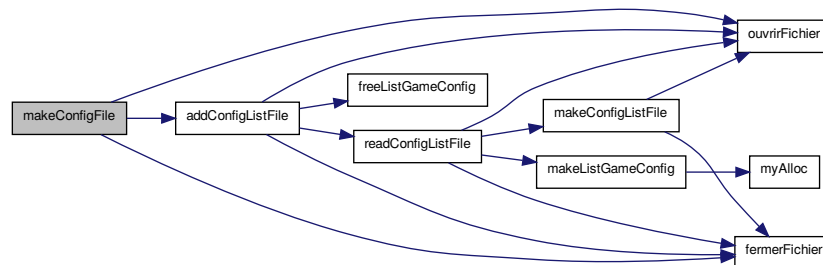 ouvrirFichier
freeListGameConfig
makeConfigFile
addConfigListFile
makeConfigListFile
readConfigListFile
makeListGameConfig
myAlloc
fermerFichier